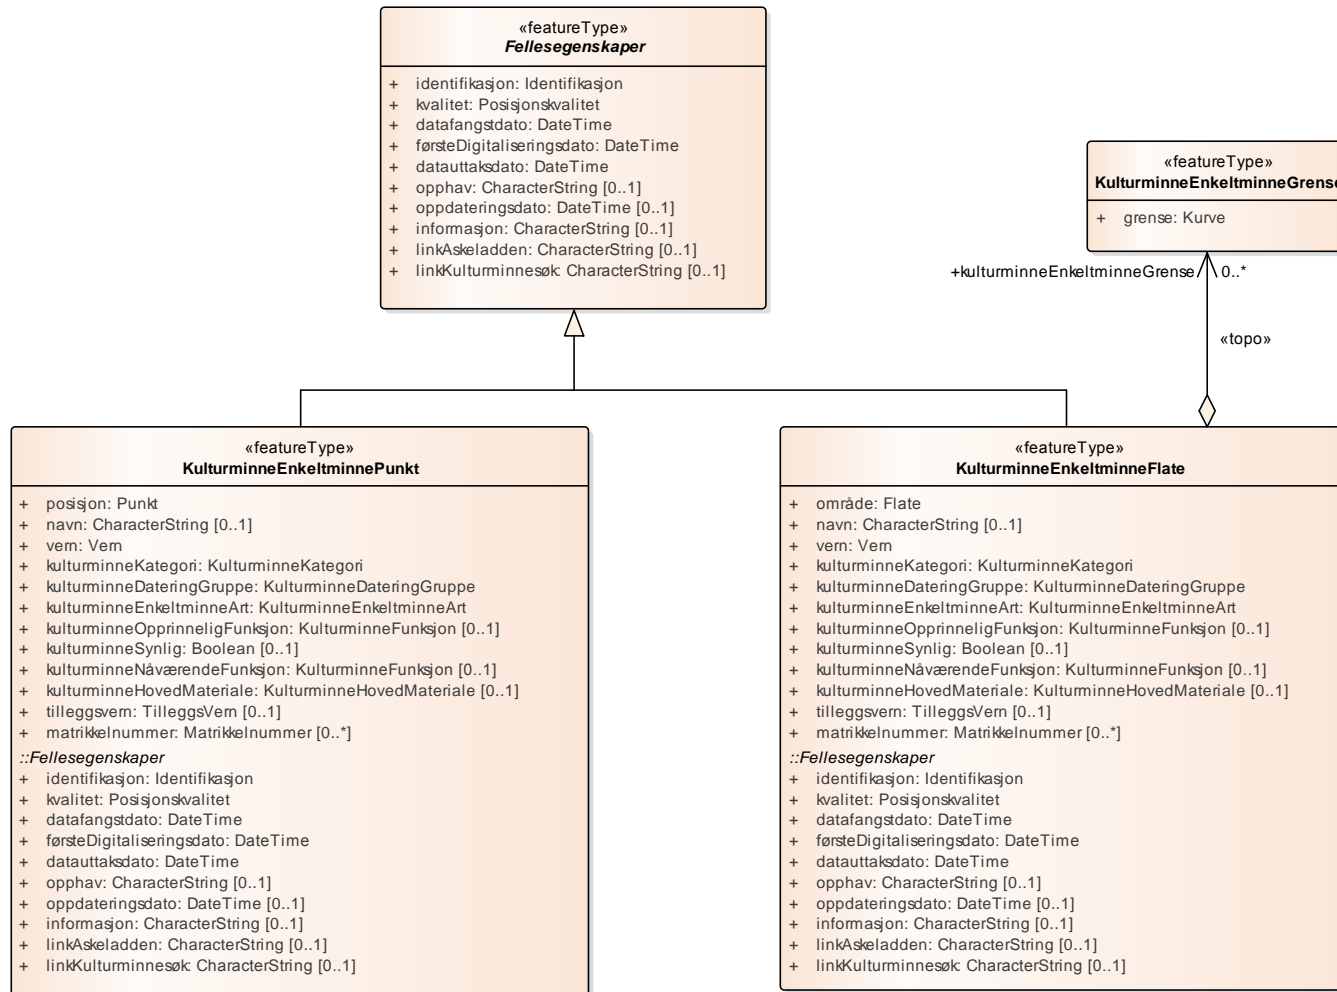 «featureType»
Fellesegenskaper
+ identifikasjon: Identifikasjon
+ kvalitet: Posisjonskvalitet
+ datafangstdato: DateTime
+ førsteDigitaliseringsdato: DateTime
+ datauttaksdato: DateTime
+ opphav: CharacterString [0..1]
+ oppdateringsdato: DateTime [0..1]
+ informasjon: CharacterString [0..1]
+ linkAskeladden: CharacterString [0..1]
+ linkKulturminnesøk: CharacterString [0..1]
«featureType»
KulturminneEnkeltminneGrense
+ grense: Kurve
+kulturminneEnkeltminneGrense 0..*
«topo»
«featureType»
KulturminneEnkeltminnePunkt
+ posisjon: Punkt
+ navn: CharacterString [0..1]
+ vern: Vern
+ kulturminneKategori: KulturminneKategori
+ kulturminneDateringGruppe: KulturminneDateringGruppe
+ kulturminneEnkeltminneArt: KulturminneEnkeltminneArt
+ kulturminneOpprinneligFunksjon: KulturminneFunksjon [0..1]
+ kulturminneSynlig: Boolean [0..1]
+ kulturminneNåværendeFunksjon: KulturminneFunksjon [0..1]
+ kulturminneHovedMateriale: KulturminneHovedMateriale [0..1]
+ tilleggsvern: TilleggsVern [0..1]
+ matrikkelnummer: Matrikkelnummer [0..*]
::Fellesegenskaper
+ identifikasjon: Identifikasjon
+ kvalitet: Posisjonskvalitet
+ datafangstdato: DateTime
+ førsteDigitaliseringsdato: DateTime
+ datauttaksdato: DateTime
+ opphav: CharacterString [0..1]
+ oppdateringsdato: DateTime [0..1]
+ informasjon: CharacterString [0..1]
+ linkAskeladden: CharacterString [0..1]
+ linkKulturminnesøk: CharacterString [0..1]
«featureType»
KulturminneEnkeltminneFlate
+ område: Flate
+ navn: CharacterString [0..1]
+ vern: Vern
+ kulturminneKategori: KulturminneKategori
+ kulturminneDateringGruppe: KulturminneDateringGruppe
+ kulturminneEnkeltminneArt: KulturminneEnkeltminneArt
+ kulturminneOpprinneligFunksjon: KulturminneFunksjon [0..1]
+ kulturminneSynlig: Boolean [0..1]
+ kulturminneNåværendeFunksjon: KulturminneFunksjon [0..1]
+ kulturminneHovedMateriale: KulturminneHovedMateriale [0..1]
+ tilleggsvern: TilleggsVern [0..1]
+ matrikkelnummer: Matrikkelnummer [0..*]
::Fellesegenskaper
+ identifikasjon: Identifikasjon
+ kvalitet: Posisjonskvalitet
+ datafangstdato: DateTime
+ førsteDigitaliseringsdato: DateTime
+ datauttaksdato: DateTime
+ opphav: CharacterString [0..1]
+ oppdateringsdato: DateTime [0..1]
+ informasjon: CharacterString [0..1]
+ linkAskeladden: CharacterString [0..1]
+ linkKulturminnesøk: CharacterString [0..1]